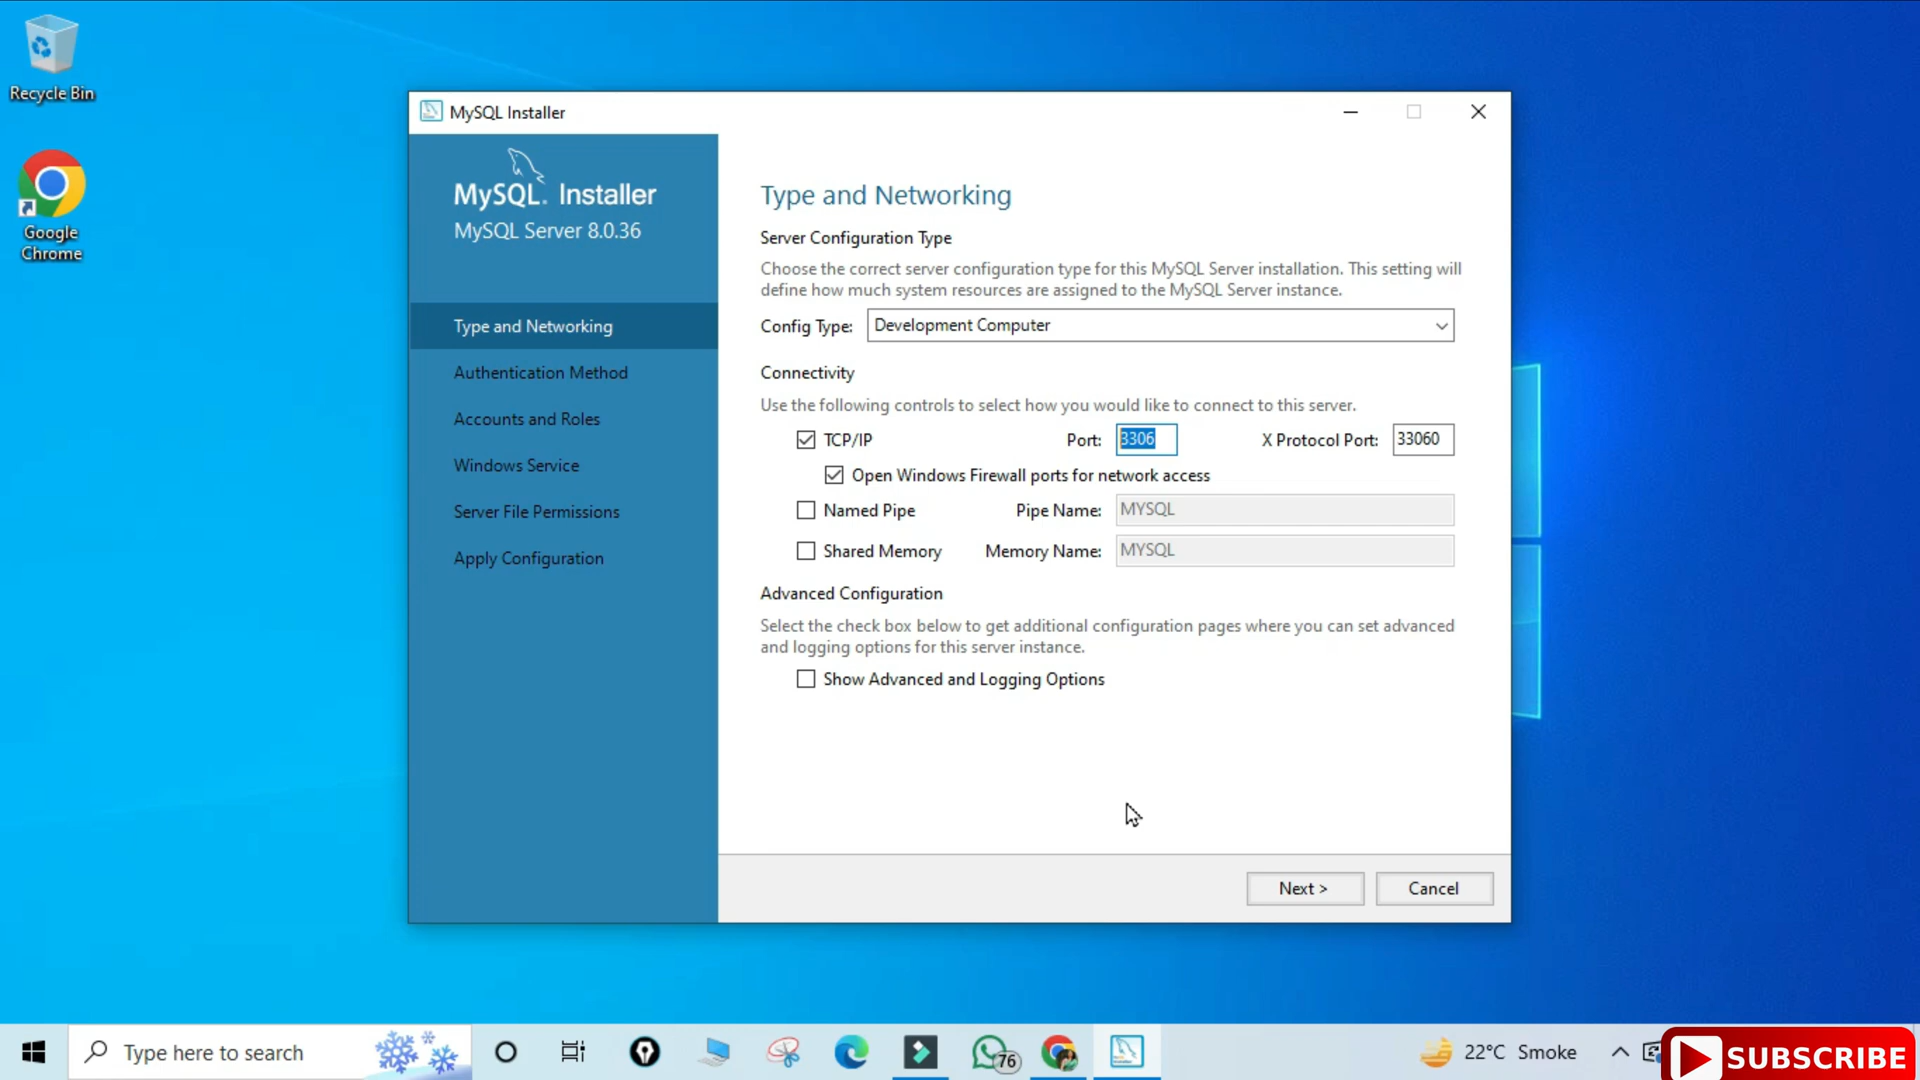 Recycle Bin
Google
Chrome
MySQL Installer
MySQL. Installer
MySQL Server 8.0.36
Type and Networking
Authentication Method
Accounts and Roles
Windows Service
Server File Permissions
Apply Configuration
Type and Networking
Server Configuration Type
Choose the correct server configuration type for this MySQL Server installation. This setting will
define how much system resources are assigned to the MySQL Server instance.
Config Type: Development Computer
Connectivity
Use the following controls to select how you would like to connect to this server.
TCP/IP Port: 3306 X Protocol Port: 33060
Open Windows Firewall ports for network access
Named Pipe Pipe Name: MYSQL
Shared Memory Memory Name: MYSQL
Advanced Configuration
Select the check box below to get additional configuration pages where you can set advanced
and logging options for this server instance.
Show Advanced and Logging Options
Next > Cancel
Type here to search
76
22°C Smoke
SUBSCRIBE